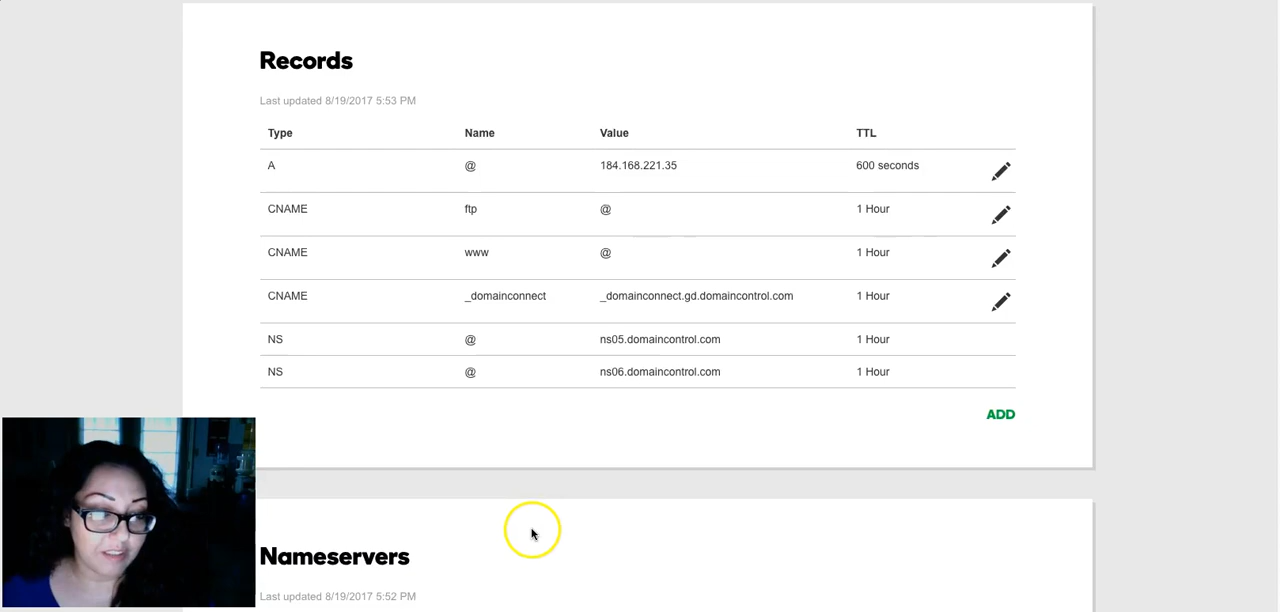 Records
Last updated 8/19/2017 5:53 PM
Type Name Value TTL
A @ 184.168.221.35 600 seconds
CNAME ftp @ 1 Hour
CNAME www @ 1 Hour
CNAME _domainconnect _domainconnect.gd.domaincontrol.com 1 Hour
NS @ ns05.domaincontrol.com 1 Hour
NS @ ns06.domaincontrol.com 1 Hour
ADD
Nameservers
Last updated 8/19/2017 5:52 PM